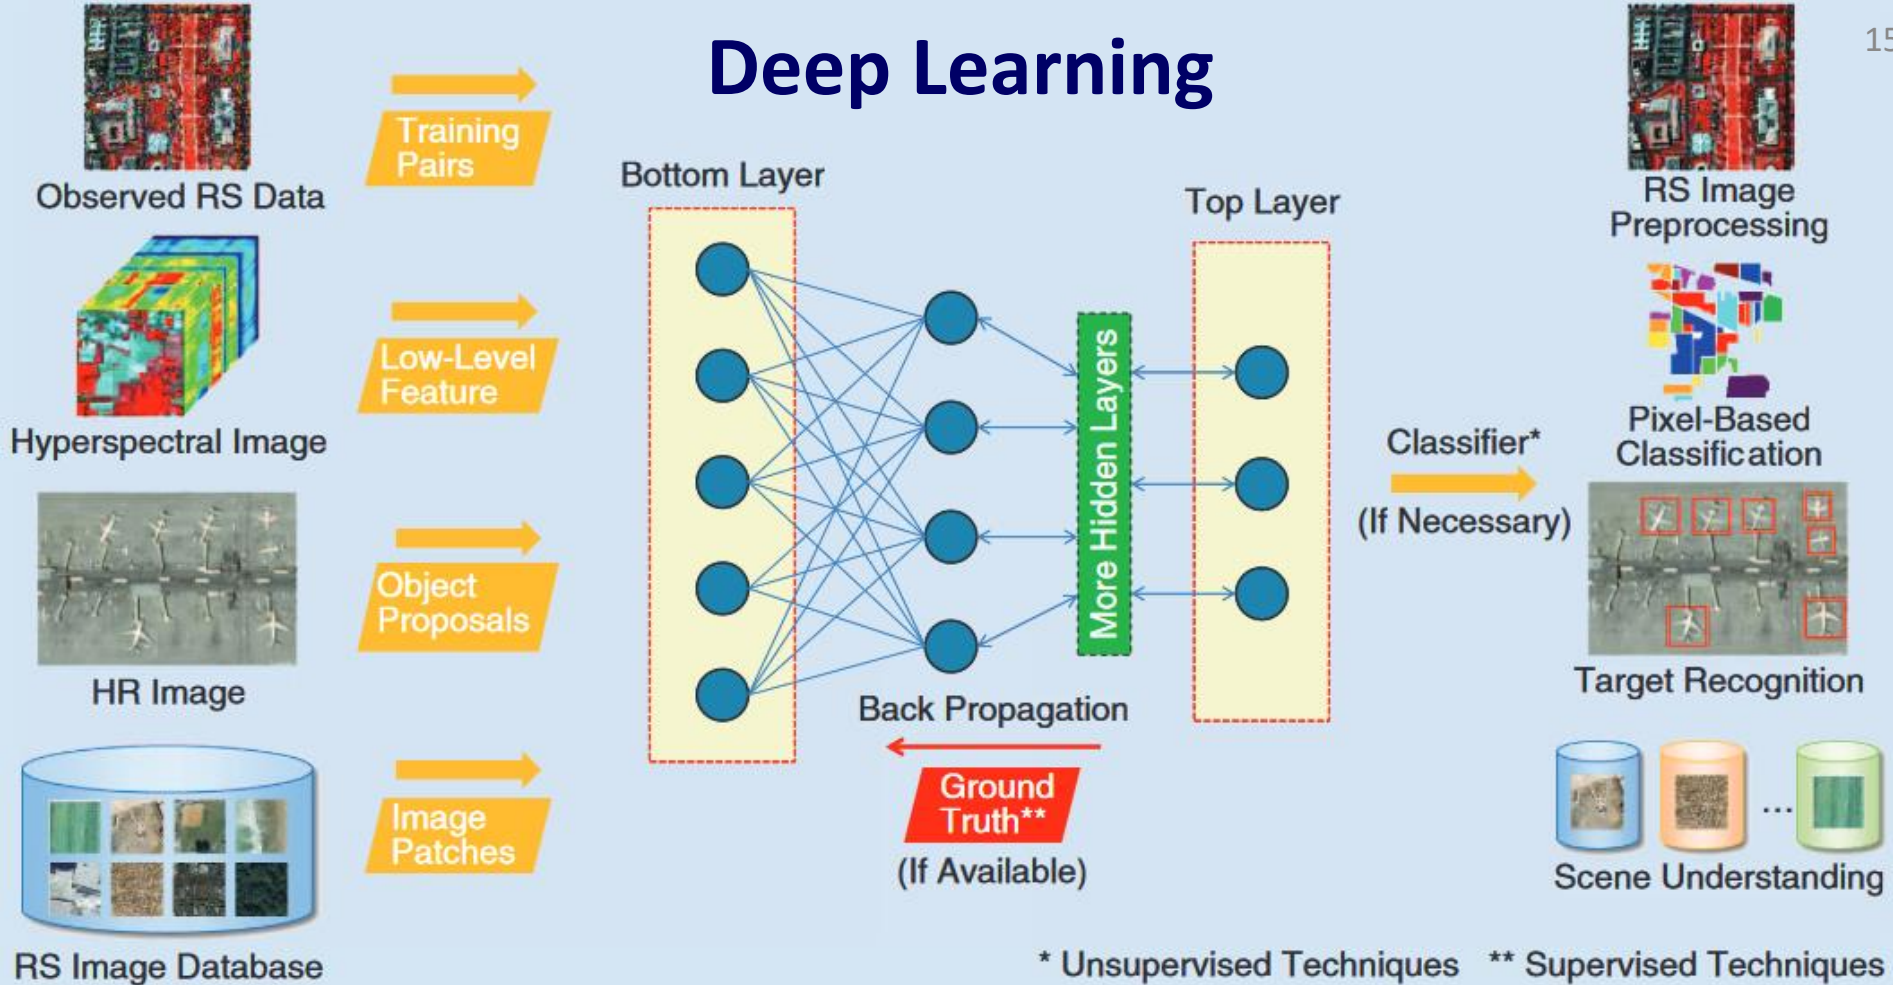 Deep Learning
15
Training
Pairs
Observed RS Data
Low-Level
Feature
Hyperspectral Image
Object
Proposals
HR Image
Image
Patches
RS Image Database
Bottom Layer
More Hidden Layers
Top Layer
Back Propagation
Ground
Truth**
(If Available)
Classifier*
(If Necessary)
RS Image
Preprocessing
Pixel-Based
Classification
Target Recognition
...
Scene Understanding
* Unsupervised Techniques ** Supervised Techniques